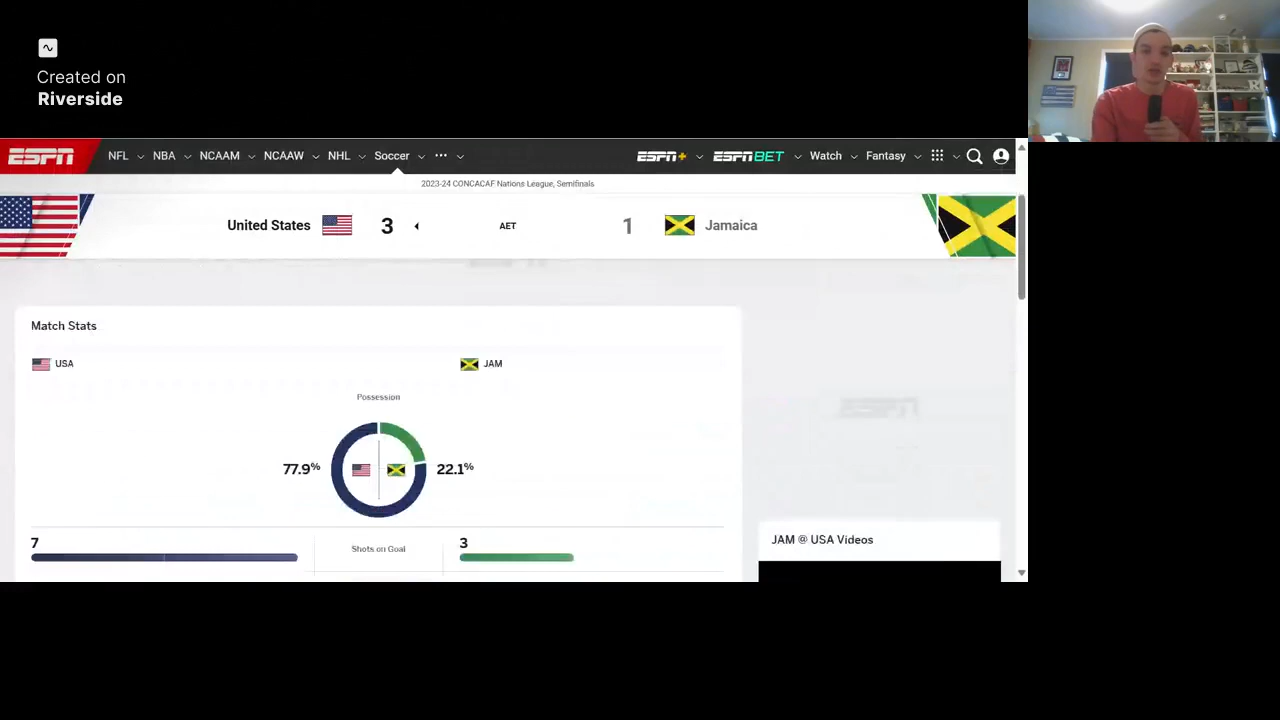 Created on
Riverside
ESPN NFL NBA NCAAM NCAAW NHL Soccer ••• ESPN+ ESPN BET Watch Fantasy
2023-24 CONCACAF Nations League, Semifinals
United States 3 AET 1 Jamaica
Match Stats
USA JAM
Possession
77.9% 22.1%
7 Shots on Goal 3
JAM @ USA Videos